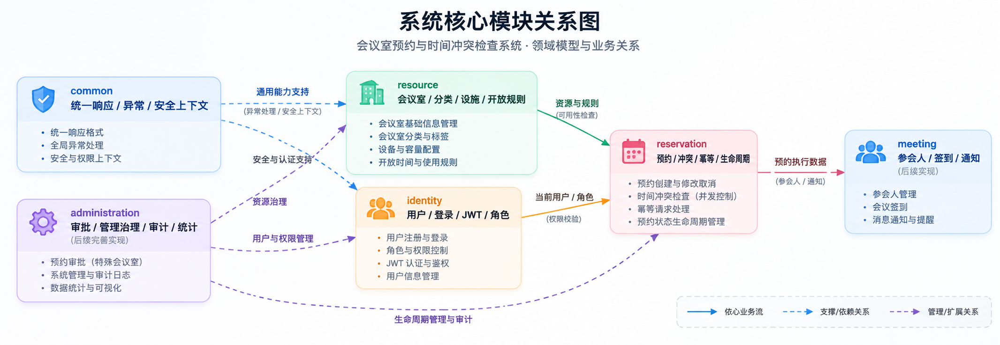 系统核心模块关系图
会议室预约与时间冲突检查系统 · 领域模型与业务关系
common
统一响应 / 异常 / 安全上下文
• 统一响应格式
• 全局异常处理
• 安全与权限上下文
administration
审批 / 管理治理 / 审计 / 统计
(后续完善实现)
• 预约审批（特殊会议室）
• 系统管理与审计日志
• 数据统计与可视化
通用能力支持
(异常处理 / 安全上下文)
安全与认证支持
资源治理
用户与权限管理
生命周期管理与审计
resource
会议室 / 分类 / 设施 / 开放规则
• 会议室基础信息管理
• 会议室分类与标签
• 设备与容量配置
• 开放时间与使用规则
identity
用户 / 登录 / JWT / 角色
• 用户注册与登录
• 角色与权限控制
• JWT 认证与鉴权
• 用户信息管理
资源与规则
(可用性检查)
当前用户 / 角色
(权限校验)
reservation
预约 / 冲突 / 幂等 / 生命周期
• 预约创建与修改取消
• 时间冲突检查（并发控制）
• 幂等请求处理
• 预约状态生命周期管理
预的执行数据
(参会人 / 通知)
meeting
参会人 / 签到 / 通知
(后续实现)
• 参会人管理
• 会议签到
• 消息通知与提醒
依心业务流
支撑/依赖关系
管理/扩展关系